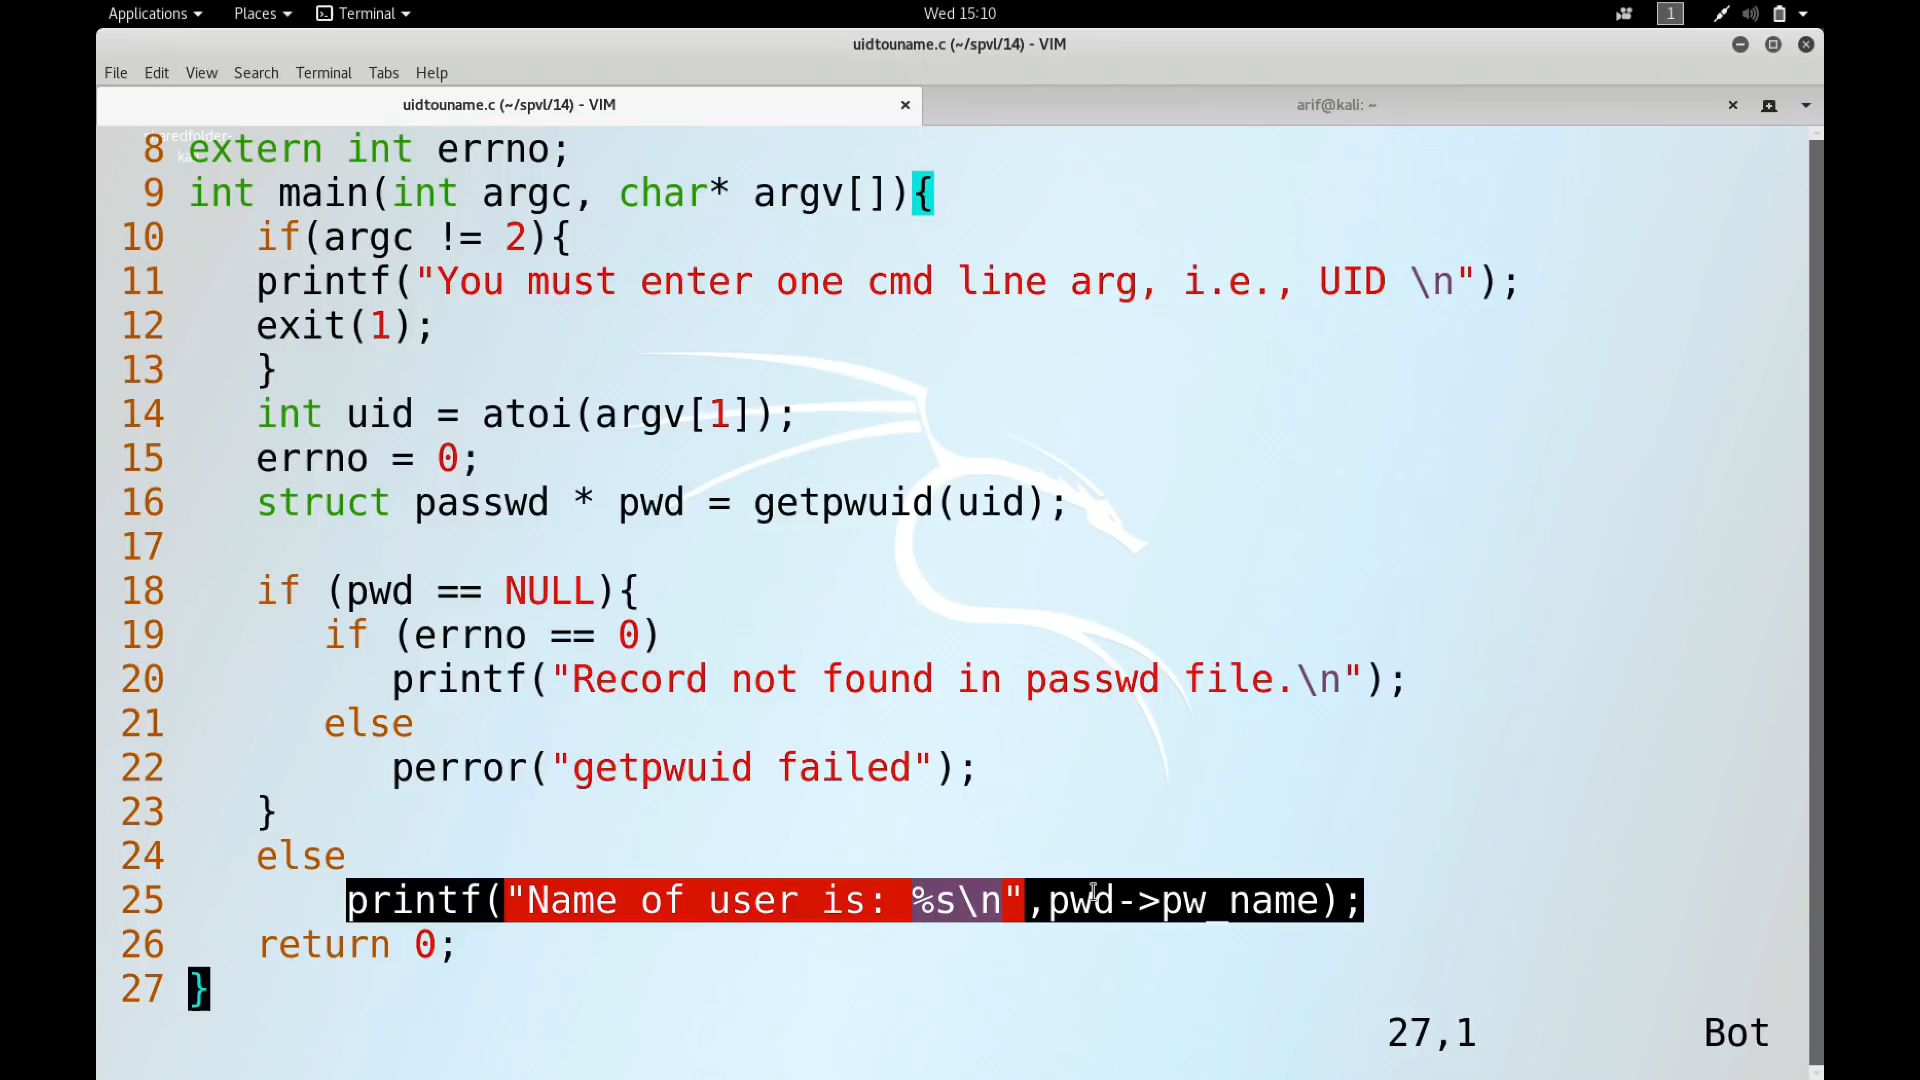 Applications Places Terminal Wed 15:10 1
uidtouname.c (~/spvl/14) - VIM
File Edit View Search Terminal Tabs Help
uidtouname.c (~/spvl/14) - VIM arif@kali: ~
8 extern int errno;
9 int main(int argc, char* argv[]){
10 if(argc != 2){
11 printf("You must enter one cmd line arg, i.e., UID \n");
12 exit(1);
13 }
14 int uid = atoi(argv[1]);
15 errno = 0;
16 struct passwd * pwd = getpwuid(uid);
17
18 if (pwd == NULL){
19 if (errno == 0)
20 printf("Record not found in passwd file.\n");
21 else
22 perror("getpwuid failed");
23 }
24 else
25 printf("Name of user is: %s\n",pwd->pw_name);
26 return 0;
27 }
27,1 Bot